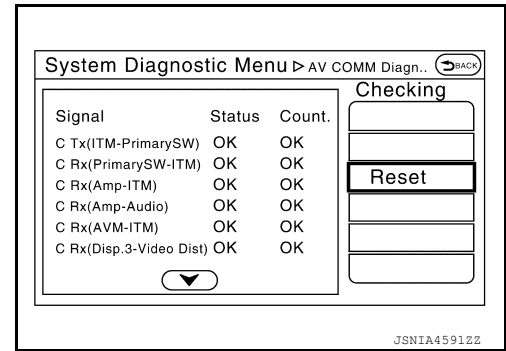 System Diagnostic Menu ▷ AV COMM Diagn.. BACK
Checking
Signal Status Count.
C Tx(ITM-PrimarySW) OK OK
C Rx(PrimarySW-ITM) OK OK
C Rx(Amp-ITM) OK OK
C Rx(Amp-Audio) OK OK
C Rx(AVM-ITM) OK OK
C Rx(Disp.3-Video Dist) OK OK
Reset
JSNIA4591ZZ